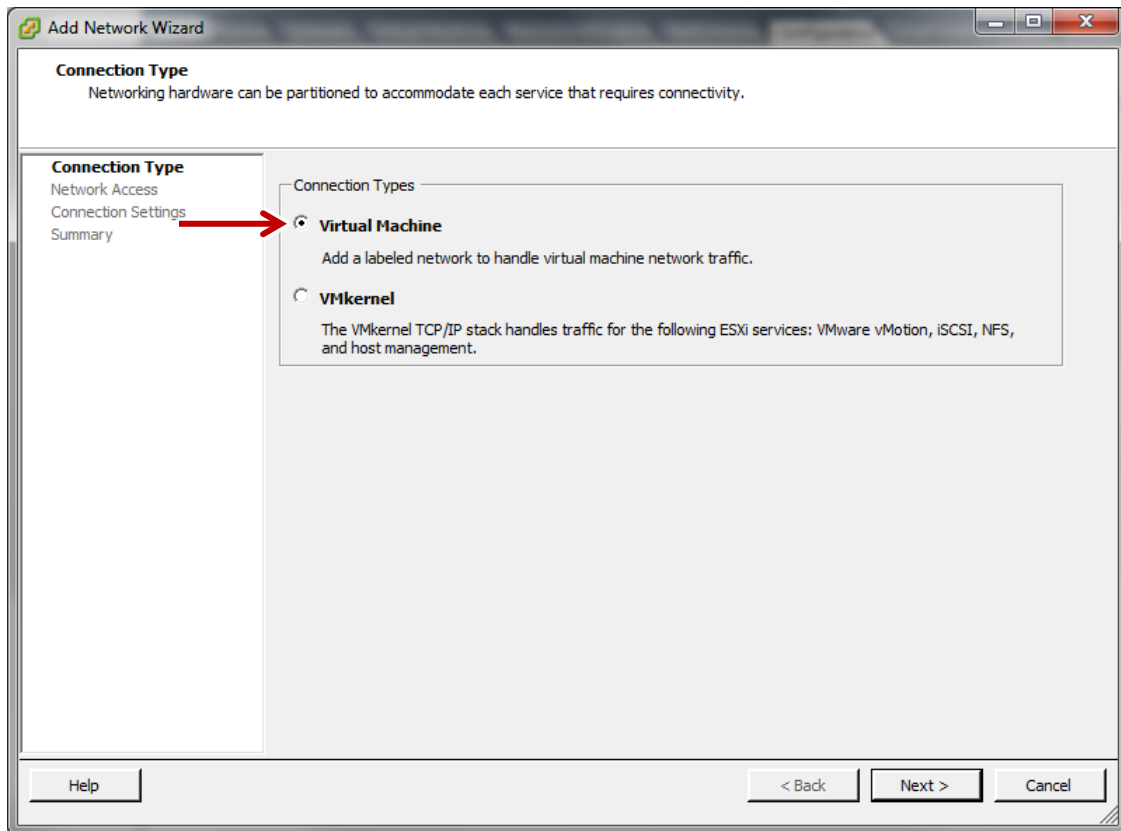 Add Network Wizard
Connection Type
Networking hardware can be partitioned to accommodate each service that requires connectivity.
Connection Type
Network Access
Connection Settings
Summary
Connection Types
Virtual Machine
Add a labeled network to handle virtual machine network traffic.
VMkernel
The VMkernel TCP/IP stack handles traffic for the following ESXi services: VMware vMotion, iSCSI, NFS,
and host management.
Help
< Back
Next >
Cancel